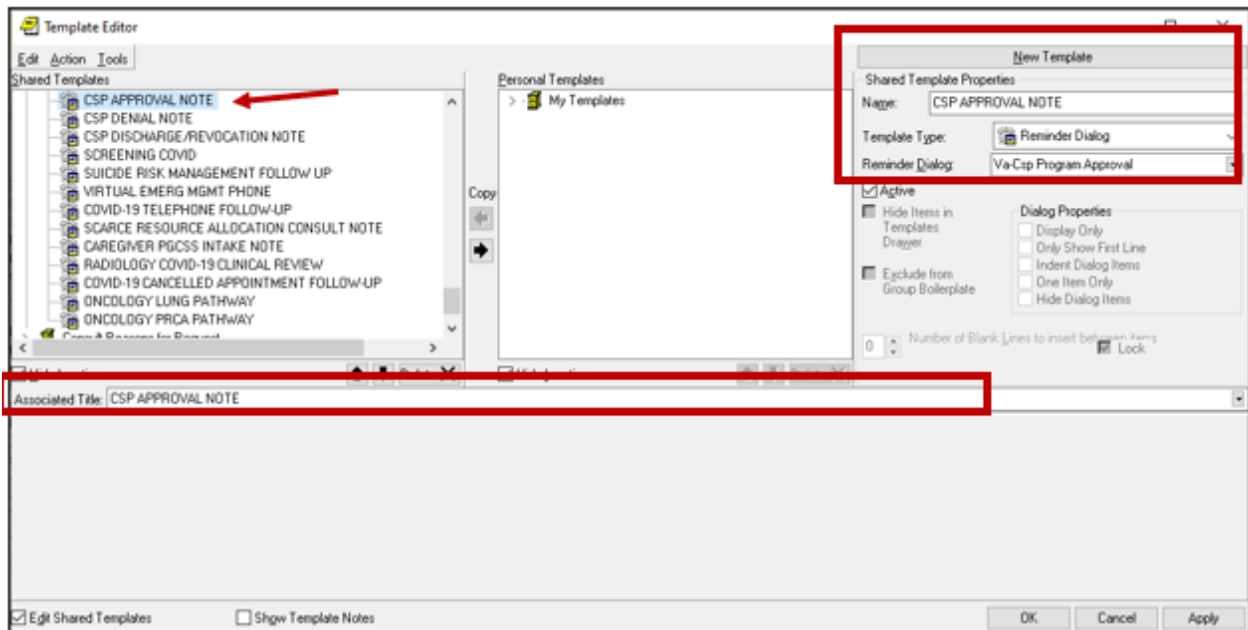 Template Editor
Edit Action Tools
Shared Templates
CSP APPROVAL NOTE
CSP DENIAL NOTE
CSP DISCHARGE/REVOCATION NOTE
SCREENING COVID
SUICIDE RISK MANAGEMENT FOLLOW UP
VIRTUAL EMERG MGMT PHONE
COVID-19 TELEPHONE FOLLOW-UP
SCARCE RESOURCE ALLOCATION CONSULT NOTE
CAREGIVER PGCSS INTAKE NOTE
RADIOLOGY COVID-19 CLINICAL REVIEW
COVID-19 CANCELLED APPOINTMENT FOLLOW-UP
ONCOLOGY LUNG PATHWAY
ONCOLOGY PRCA PATHWAY
Consult Reasons for Request
Copy
Personal Templates
My Templates
New Template
Shared Template Properties
Name: CSP APPROVAL NOTE
Template Type: Reminder Dialog
Reminder Dialog: Va-Csp Program Approval
Active
Hide Items in
Templates
Drawer
Exclude from
Group Boilerplate
Dialog Properties
Display Only
Only Show First Line
Indent Dialog Items
One Item Only
Hide Dialog Items
0 Number of Blank Lines to insert between items
Lock
Associated Title: CSP APPROVAL NOTE
Edit Shared Templates
Show Template Notes
OK Cancel Apply